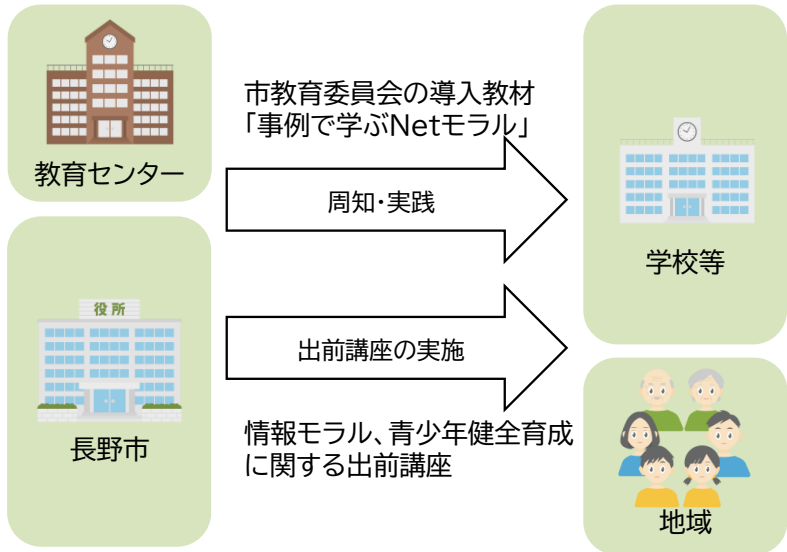 教育センター
市教育委員会の導入教材
「事例で学ぶNetモラル」
周知・実践
学校等
役所
長野市
出前講座の実施
情報モラル、青少年健全育成
に関する出前講座
地域